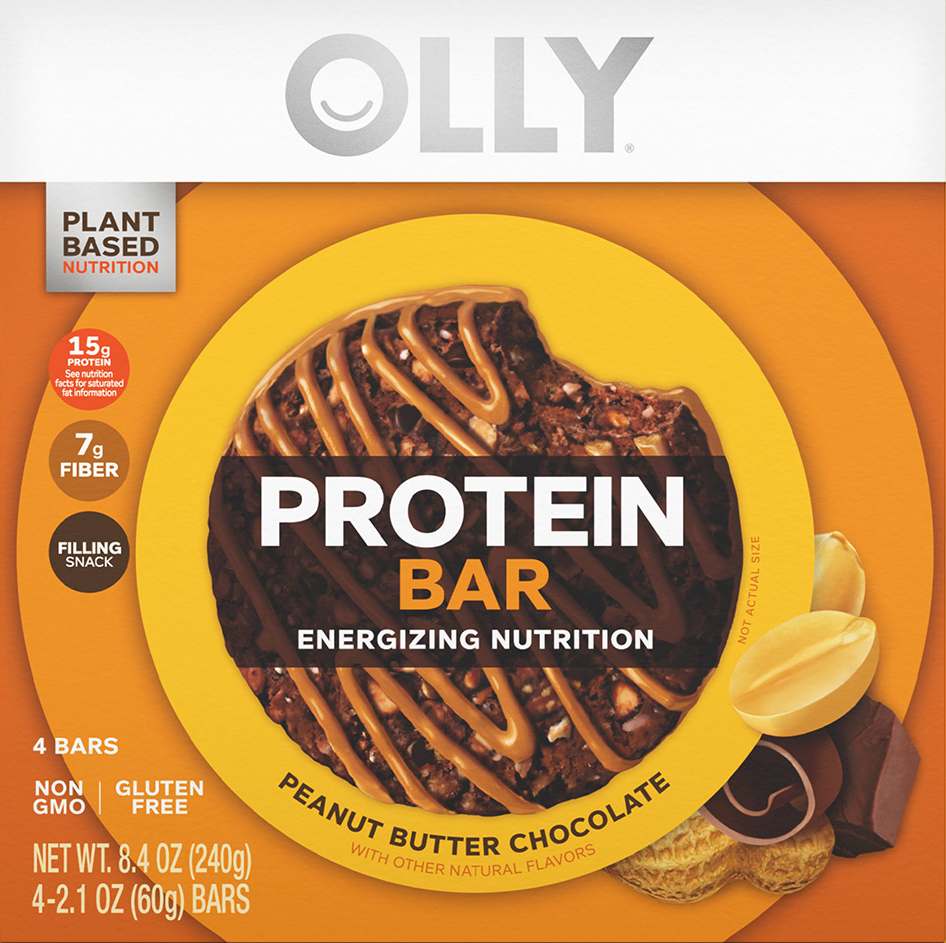 OLLY®
PLANT
BASED
NUTRITION
15g
PROTEIN
See nutrition
facts for saturated
fat information
7g
FIBER
FILLING
SNACK
PROTEIN
BAR
ENERGIZING NUTRITION
NOT ACTUAL SIZE
PEANUT BUTTER CHOCOLATE
WITH OTHER NATURAL FLAVORS
4 BARS
NON
GMO
GLUTEN
FREE
NET WT. 8.4 OZ (240g)
4-2.1 OZ (60g) BARS